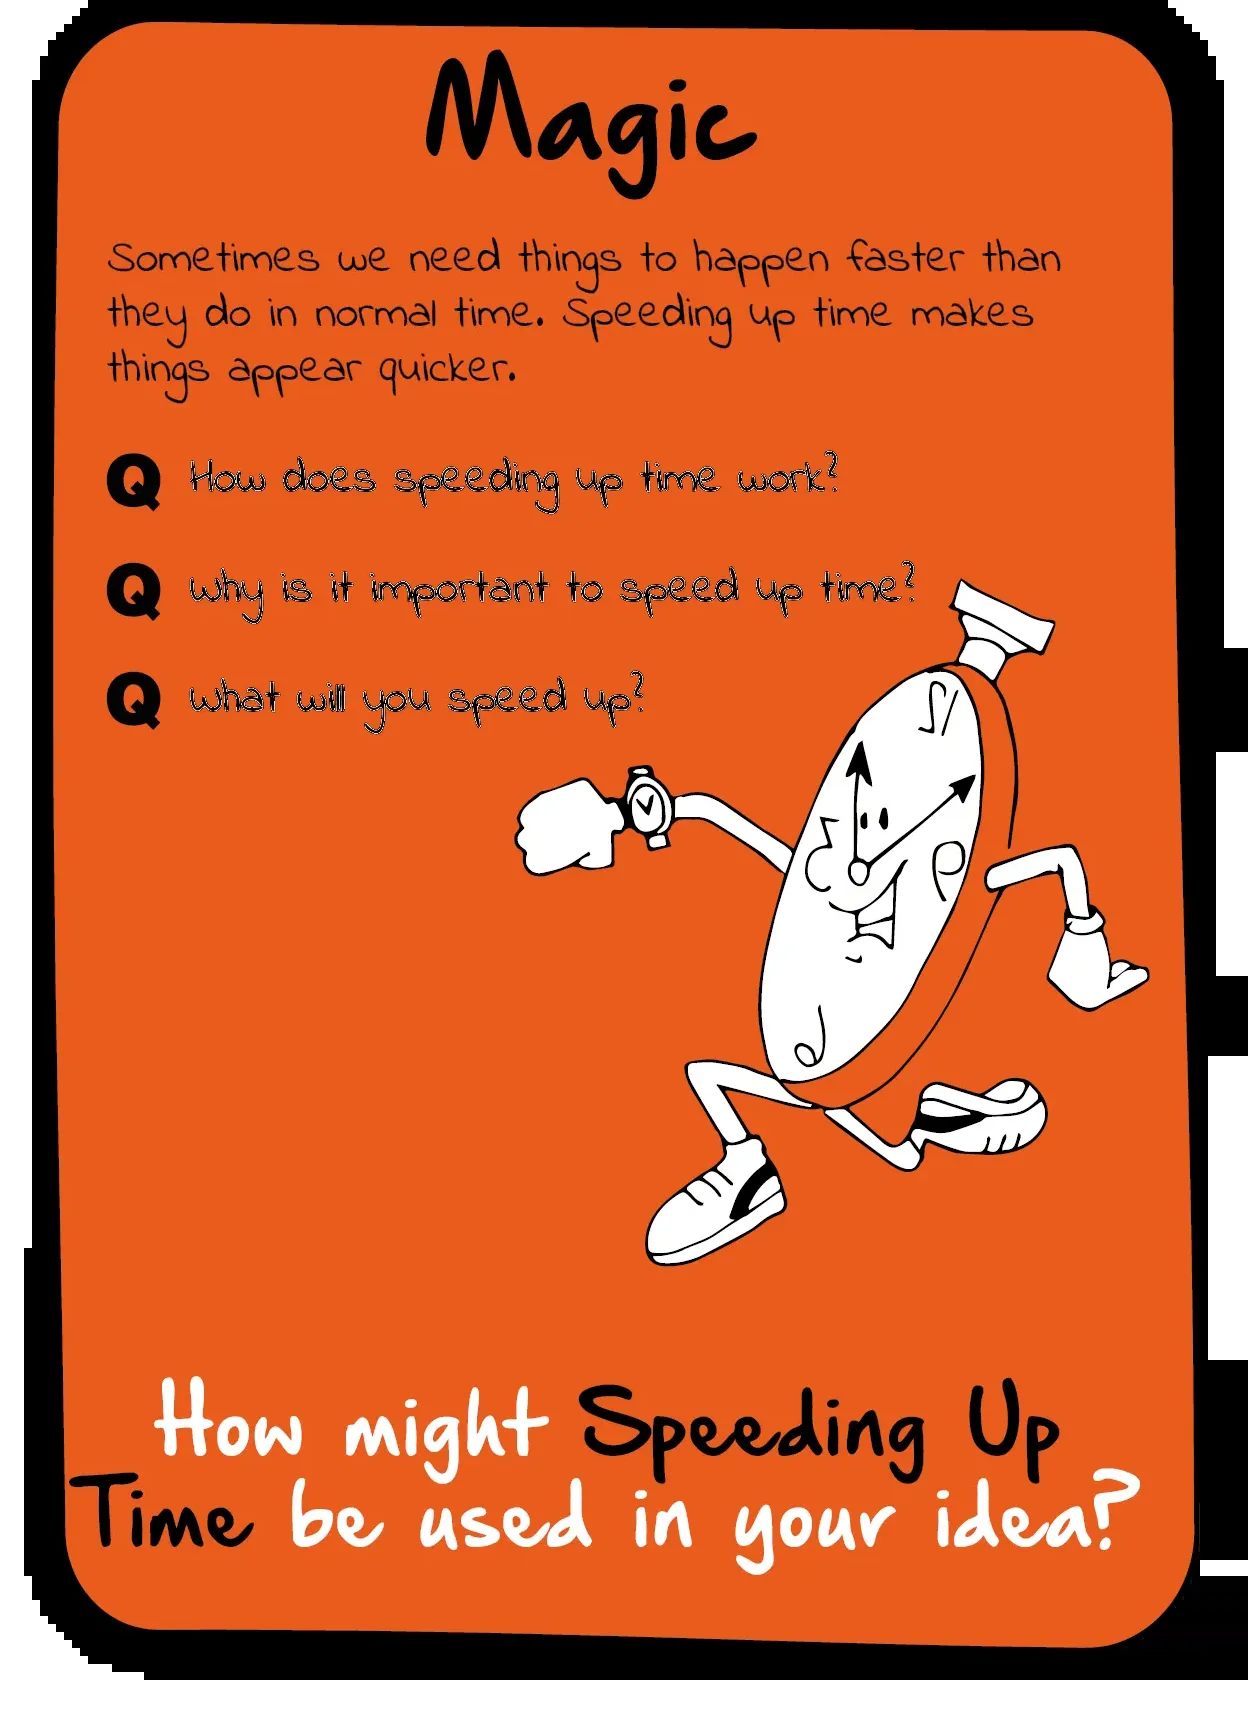 Magic
Sometimes we need things to happen faster than
they do in normal time. Speeding up time makes
things appear quicker.
Q How does speeding up time work?
Q Why is it important to speed up time?
Q What will you speed up?
How might Speeding Up
Time be used in your idea?